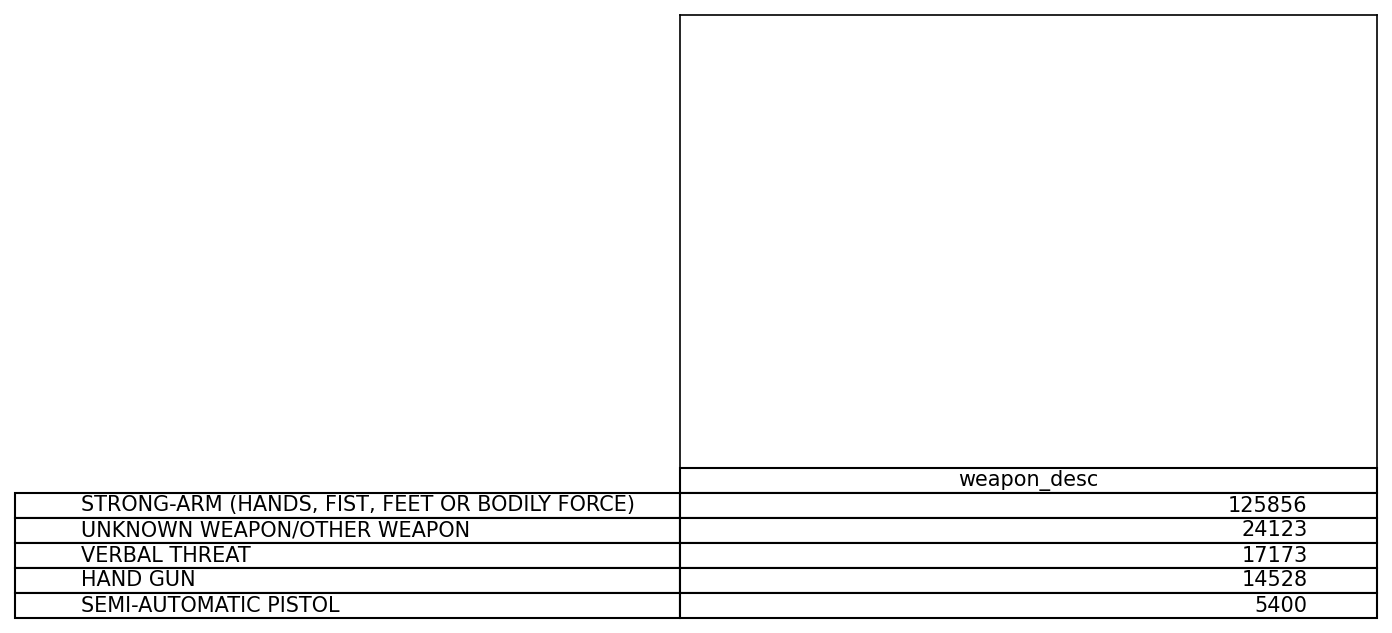 weapon_desc
STRONG-ARM (HANDS, FIST, FEET OR BODILY FORCE) 125856
UNKNOWN WEAPON/OTHER WEAPON 24123
VERBAL THREAT 17173
HAND GUN 14528
SEMI-AUTOMATIC PISTOL 5400